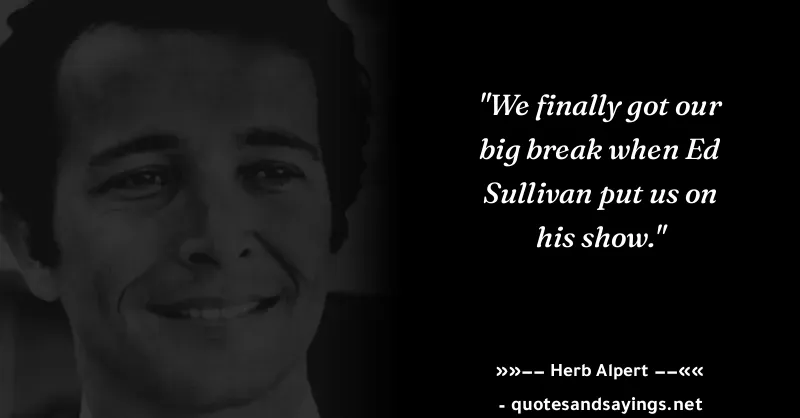 "We finally got our
big break when Ed
Sullivan put us on
his show."
»»−− Herb Alpert −−««
- quotesandsayings.net